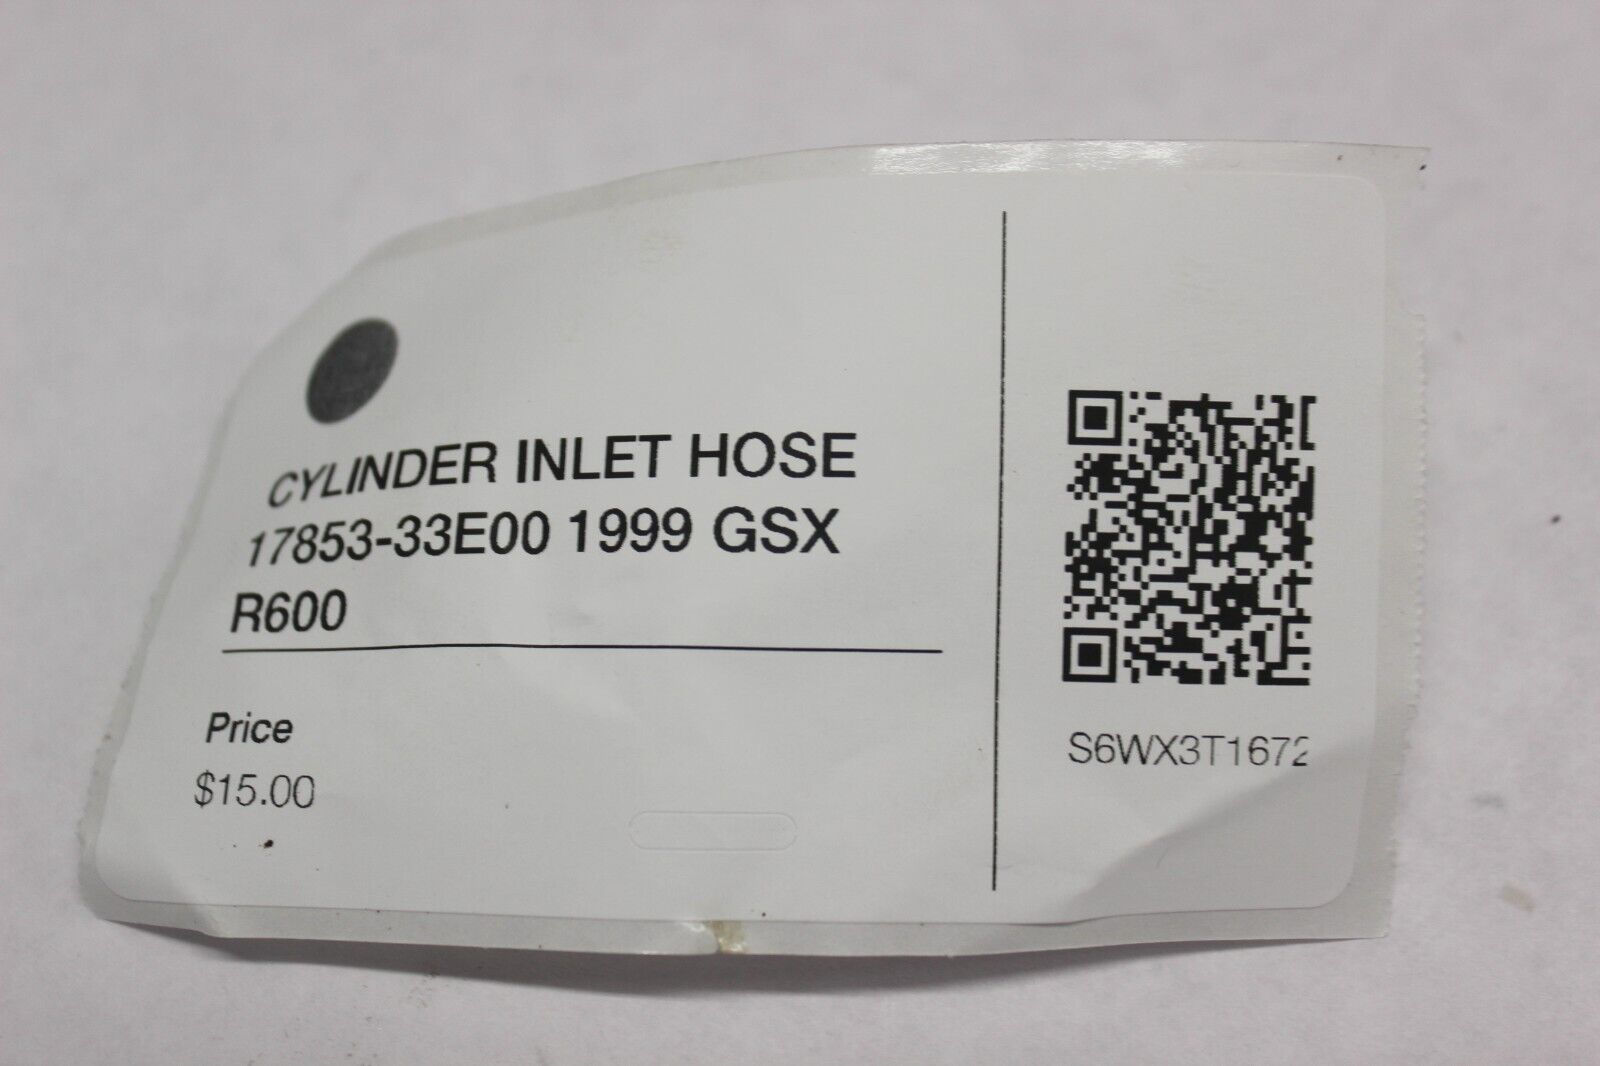 CYLINDER INLET HOSE
17853-33E00 1999 GSX
R600
Price
$15.00
S6WX3T1672